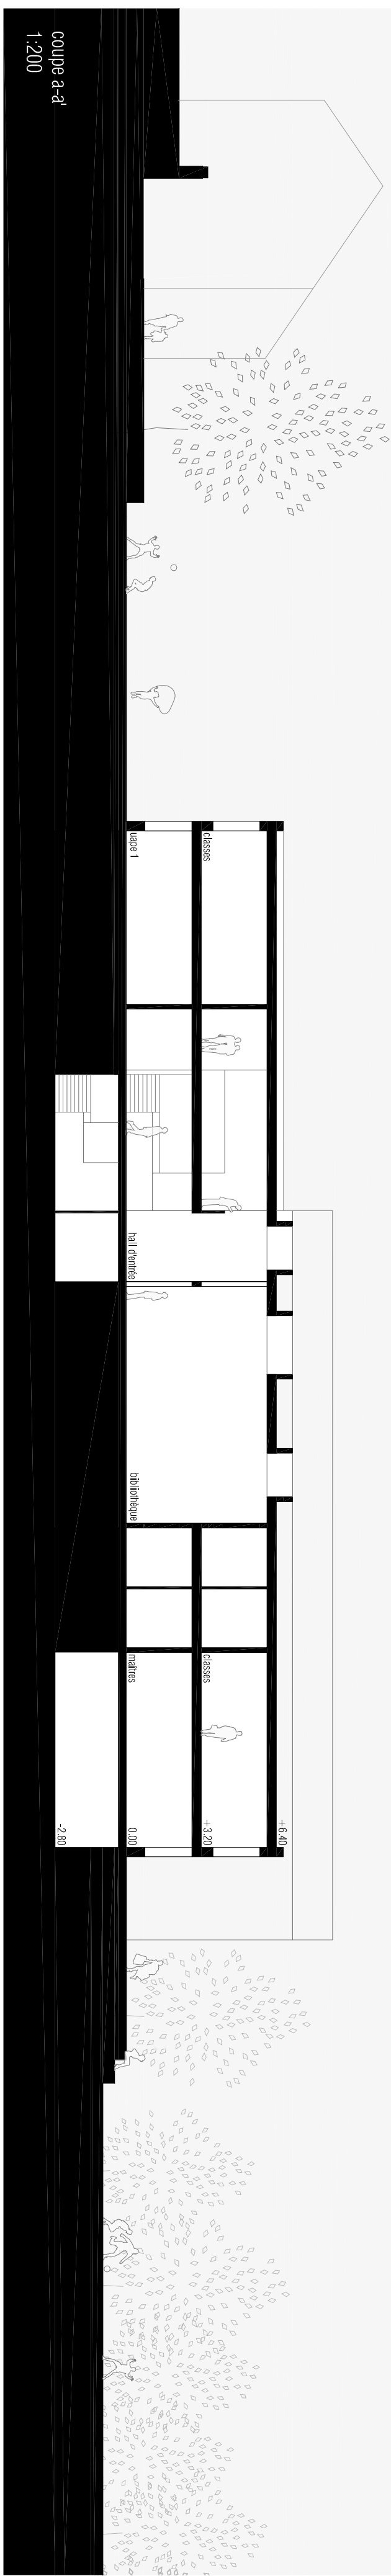 coupe a-a'
1:200
classes
uape 1
hall d'entrée
bibliothèque
classes
maîtres
+6.40
+3.20
0.00
-2.80